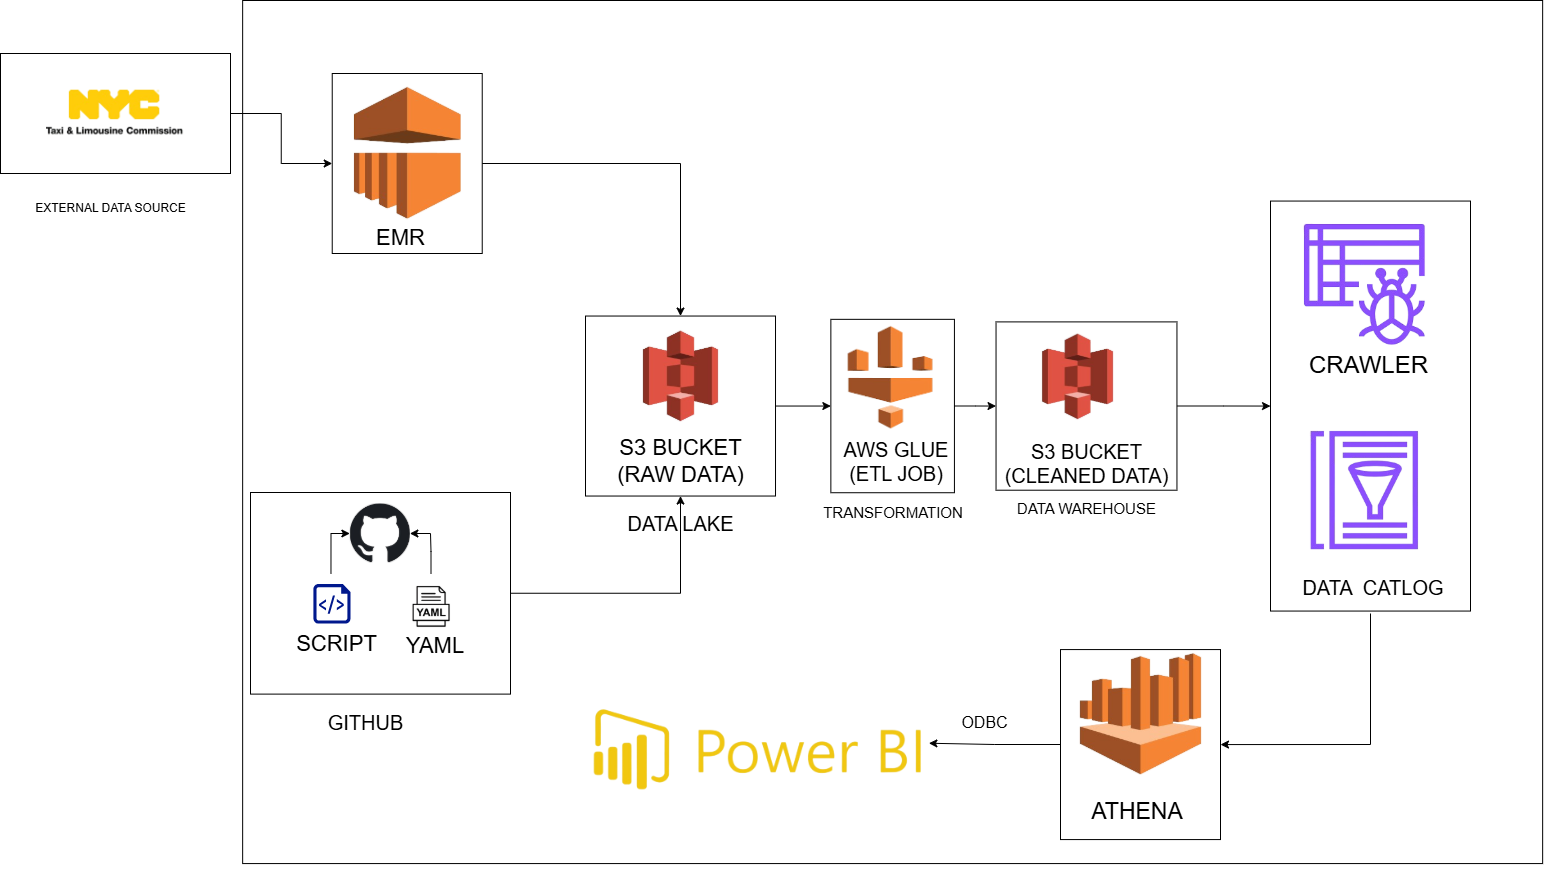 NYC
Taxi & Limousine Commission
EXTERNAL DATA SOURCE
EMR
S3 BUCKET
(RAW DATA)
DATA LAKE
AWS GLUE
(ETL JOB)
TRANSFORMATION
S3 BUCKET
(CLEANED DATA)
DATA WAREHOUSE
CRAWLER
DATA CATLOG
</>
SCRIPT
YAML
YAML
GITHUB
Power BI
ODBC
ATHENA